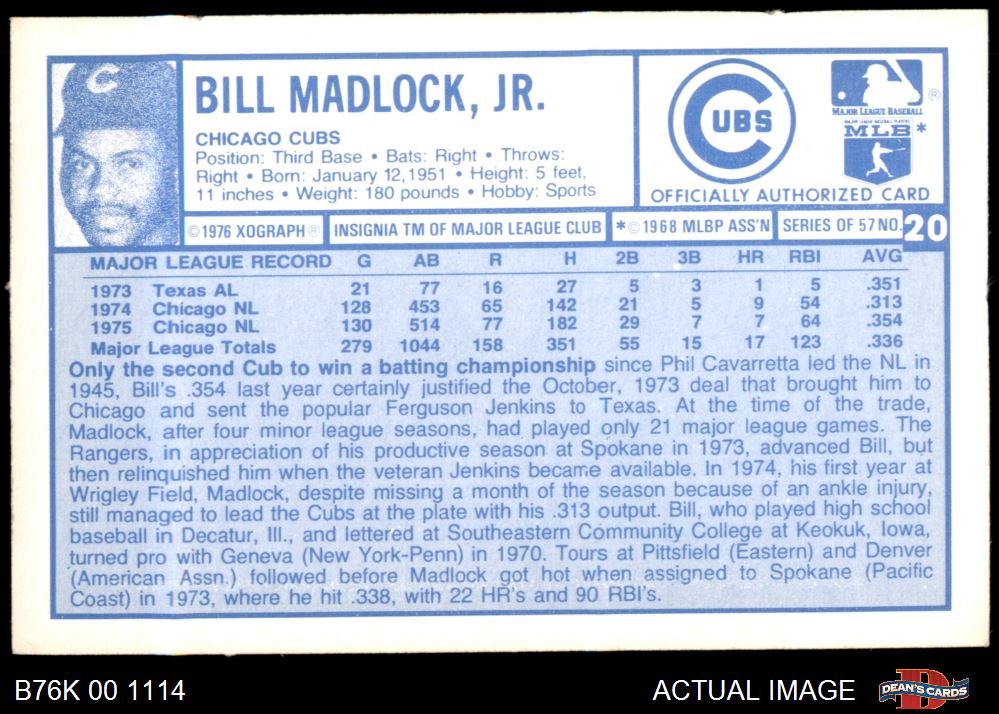 C
BILL MADLOCK, JR.
CHICAGO CUBS
Position: Third Base • Bats: Right • Throws:
Right • Born: January 12, 1951 • Height: 5 feet,
11 inches • Weight: 180 pounds • Hobby: Sports
CUBS
®
MAJOR LEAGUE BASEBALL
MAJOR LEAGUE BASEBALL PLAYERS
MLB*
OFFICIALLY AUTHORIZED CARD
©1976 XOGRAPH®
INSIGNIA TM OF MAJOR LEAGUE CLUB
*©1968 MLBP ASS'N
SERIES OF 57 NO. 20
MAJOR LEAGUE RECORD G AB R H 2B 3B HR RBI AVG
1973 Texas AL 21 77 16 27 5 3 1 5 .351
1974 Chicago NL 128 453 65 142 21 5 9 54 .313
1975 Chicago NL 130 514 77 182 29 7 7 64 .354
Major League Totals 279 1044 158 351 55 15 17 123 .336
Only the second Cub to win a batting championship since Phil Cavarretta led the NL in
1945, Bill's .354 last year certainly justified the October, 1973 deal that brought him to
Chicago and sent the popular Ferguson Jenkins to Texas. At the time of the trade,
Madlock, after four minor league seasons, had played only 21 major league games. The
Rangers, in appreciation of his productive season at Spokane in 1973, advanced Bill, but
then relinquished him when the veteran Jenkins became available. In 1974, his first year at
Wrigley Field, Madlock, despite missing a month of the season because of an ankle injury,
still managed to lead the Cubs at the plate with his .313 output. Bill, who played high school
baseball in Decatur, Ill., and lettered at Southeastern Community College at Keokuk, Iowa,
turned pro with Geneva (New York-Penn) in 1970. Tours at Pittsfield (Eastern) and Denver
(American Assn.) followed before Madlock got hot when assigned to Spokane (Pacific
Coast) in 1973, where he hit .338, with 22 HR's and 90 RBI's.
B76K 00 1114
ACTUAL IMAGE
D
DEAN'S CARDS